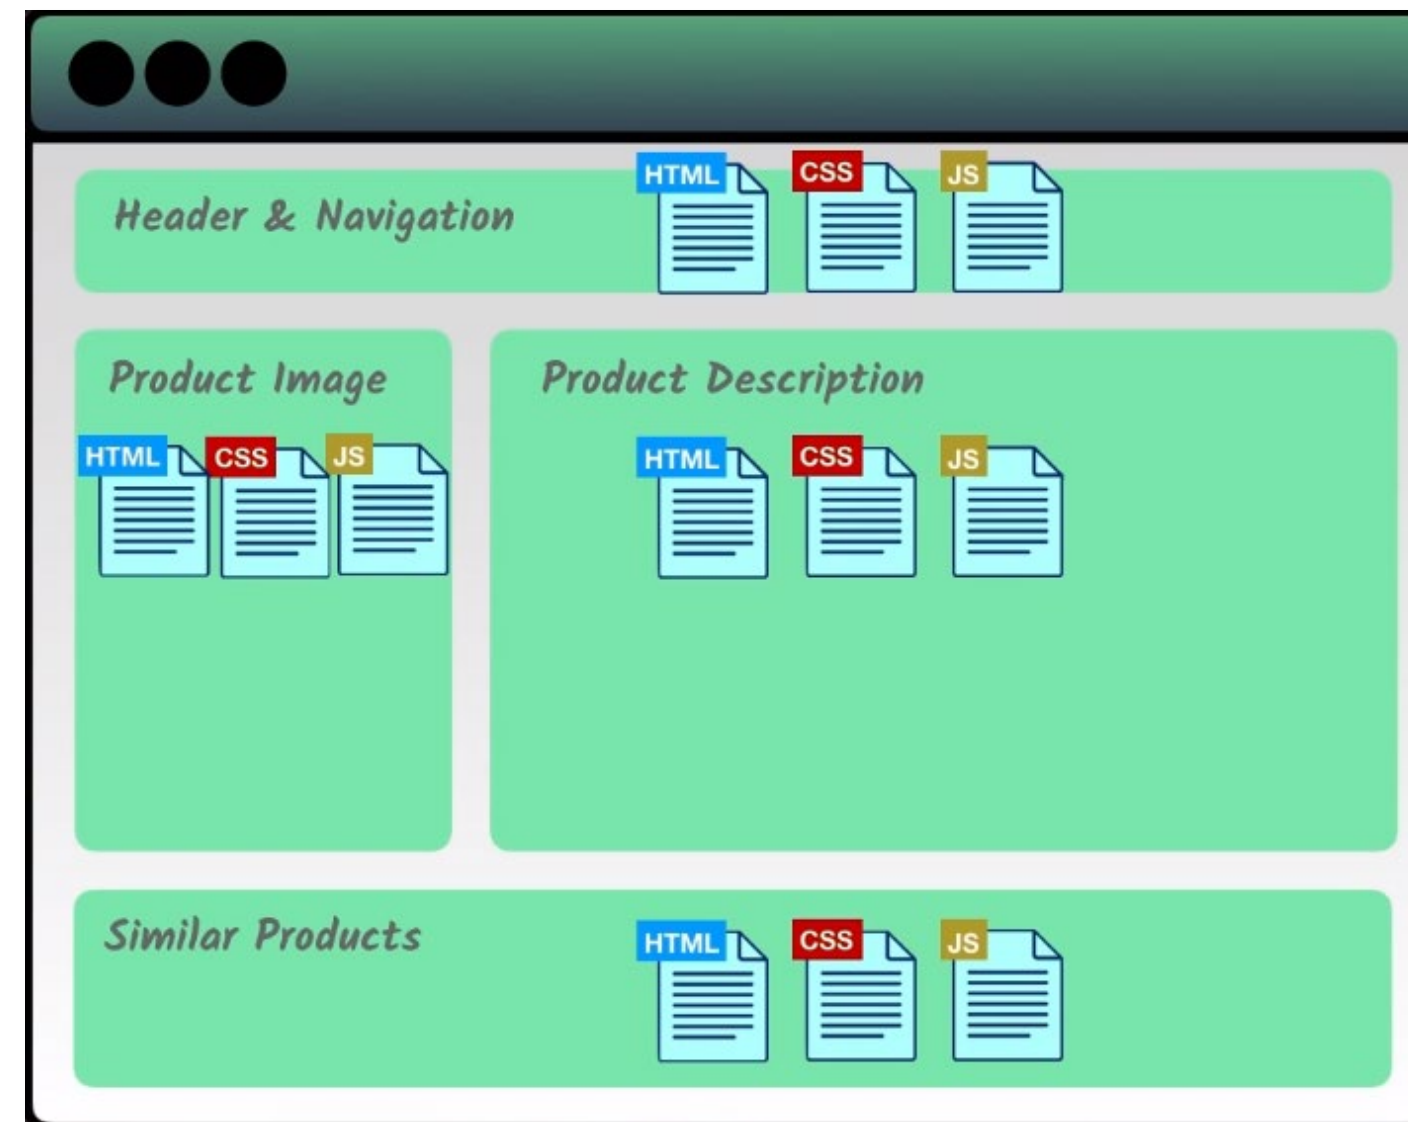 HTML CSS JS
Header & Navigation
Product Image
HTML CSS JS
Product Description
HTML CSS JS
Similar Products
HTML CSS JS